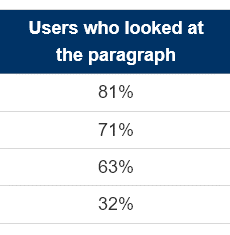 Users who looked at
the paragraph
81%
71%
63%
32%